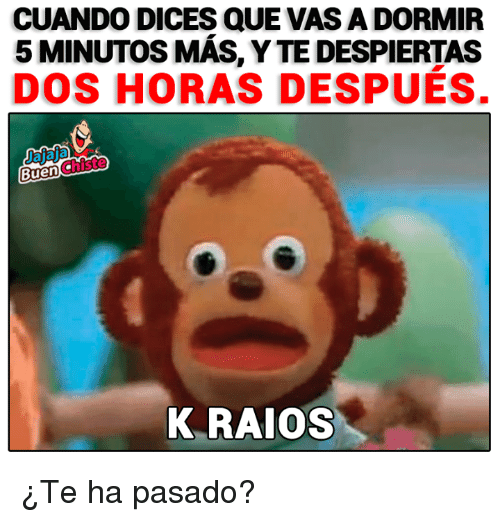 CUANDO DICES QUE VAS A DORMIR
5 MINUTOS MÁS, Y TE DESPIERTAS
DOS HORAS DESPUÉS.
Jajaja
Buen Chiste
K RAIOS
¿Te ha pasado?